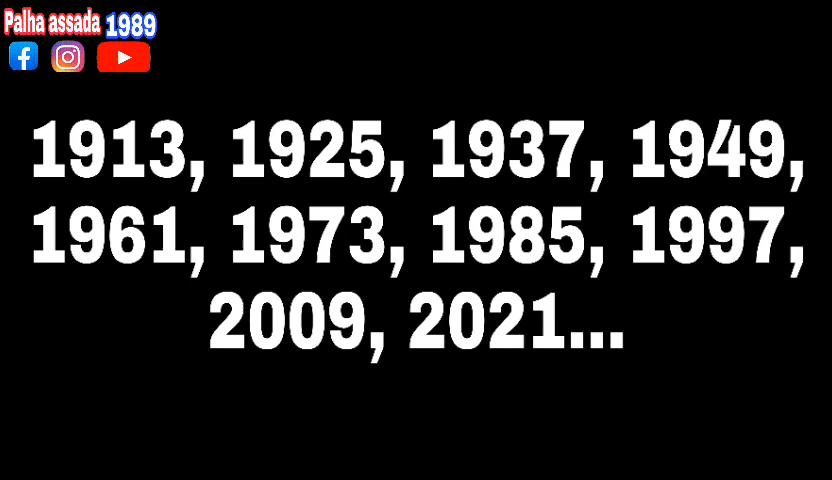 Palha assada 1989
1913, 1925, 1937, 1949,
1961, 1973, 1985, 1997,
2009, 2021...